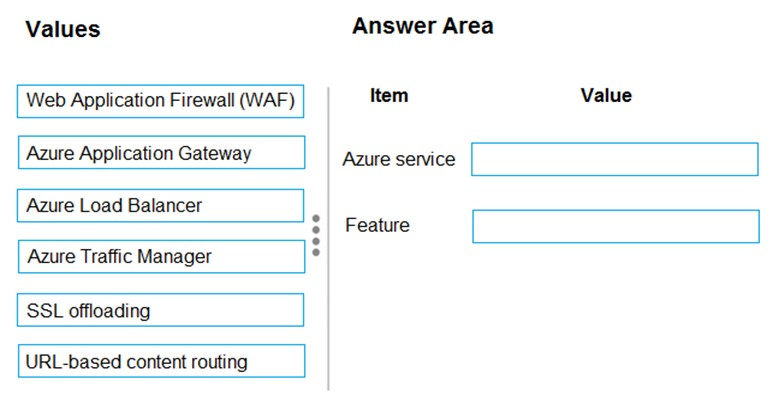 Values
Answer Area
Web Application Firewall (WAF)
Azure Application Gateway
Azure Load Balancer
Azure Traffic Manager
SSL offloading
URL-based content routing
Item Value
Azure service
Feature